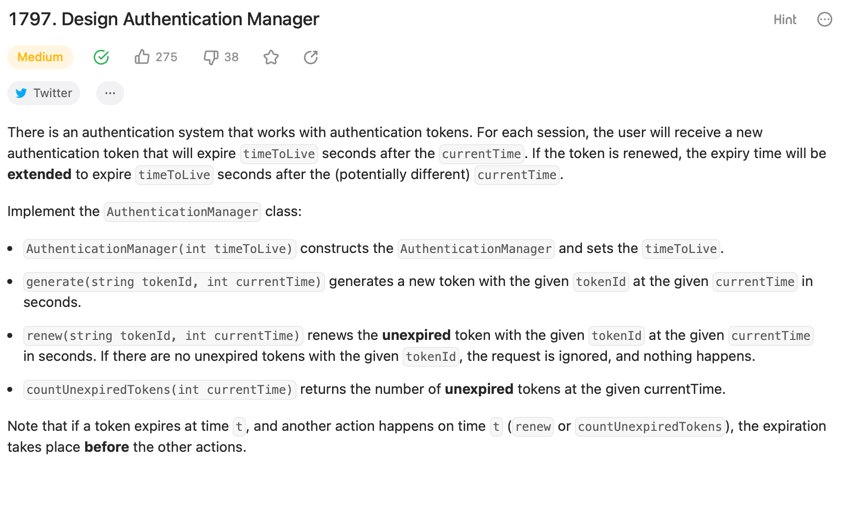 1797. Design Authentication Manager
Hint
Medium
275
38
Twitter
...
There is an authentication system that works with authentication tokens. For each session, the user will receive a new
authentication token that will expire timeToLive seconds after the currentTime. If the token is renewed, the expiry time will be
extended to expire timeToLive seconds after the (potentially different) currentTime.
Implement the AuthenticationManager class:
• AuthenticationManager(int timeToLive) constructs the AuthenticationManager and sets the timeToLive.
• generate(string tokenId, int currentTime) generates a new token with the given tokenId at the given currentTime in
seconds.
• renew(string tokenId, int currentTime) renews the unexpired token with the given tokenId at the given currentTime
in seconds. If there are no unexpired tokens with the given tokenId, the request is ignored, and nothing happens.
• countUnexpiredTokens(int currentTime) returns the number of unexpired tokens at the given currentTime.
Note that if a token expires at time t, and another action happens on time t (renew or countUnexpiredTokens), the expiration
takes place before the other actions.